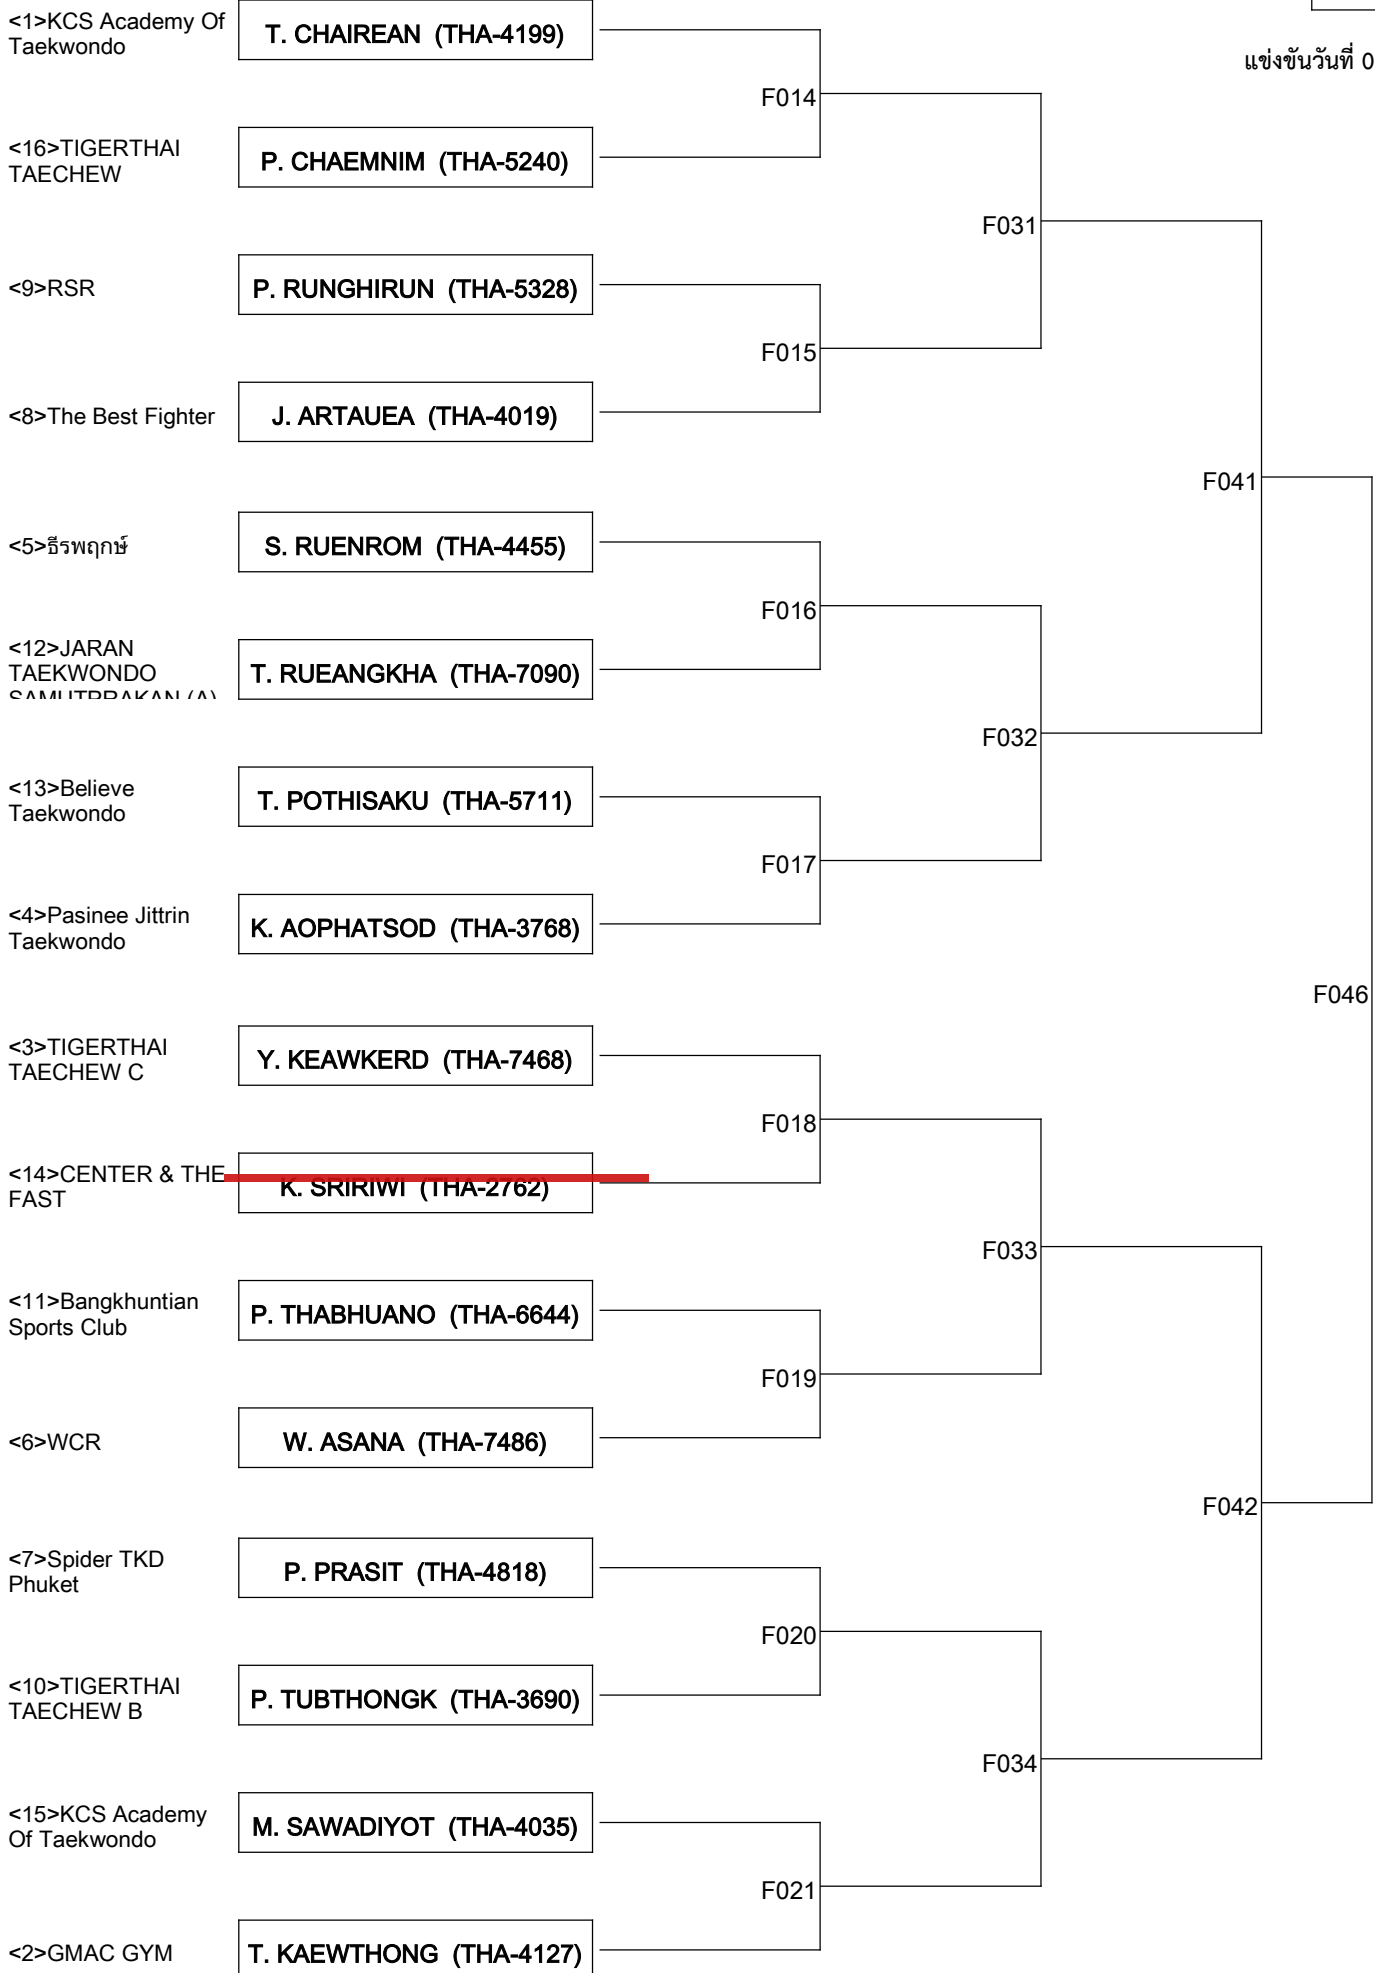 <1>KCS Academy Of
Taekwondo
T. CHAIREAN (THA-4199)
แข่งขันวันที่ 0
F014
<16>TIGERTHAI
TAECHEW
P. CHAEMNIM (THA-5240)
F031
<9>RSR
P. RUNGHIRUN (THA-5328)
F015
<8>The Best Fighter
J. ARTAUEA (THA-4019)
F041
<5>ธีรพฤกษ์
S. RUENROM (THA-4455)
F016
<12>JARAN
TAEKWONDO
SAMUTPRAKAN (A)
T. RUEANGKHA (THA-7090)
F032
<13>Believe
Taekwondo
T. POTHISAKU (THA-5711)
F017
<4>Pasinee Jittrin
Taekwondo
K. AOPHATSOD (THA-3768)
F046
<3>TIGERTHAI
TAECHEW C
Y. KEAWKERD (THA-7468)
F018
<14>CENTER & THE
FAST
K. SRIRIWI (THA-2762)
F033
<11>Bangkhuntian
Sports Club
P. THABHUANO (THA-6644)
F019
<6>WCR
W. ASANA (THA-7486)
F042
<7>Spider TKD
Phuket
P. PRASIT (THA-4818)
F020
<10>TIGERTHAI
TAECHEW B
P. TUBTHONGK (THA-3690)
F034
<15>KCS Academy
Of Taekwondo
M. SAWADIYOT (THA-4035)
F021
<2>GMAC GYM
T. KAEWTHONG (THA-4127)